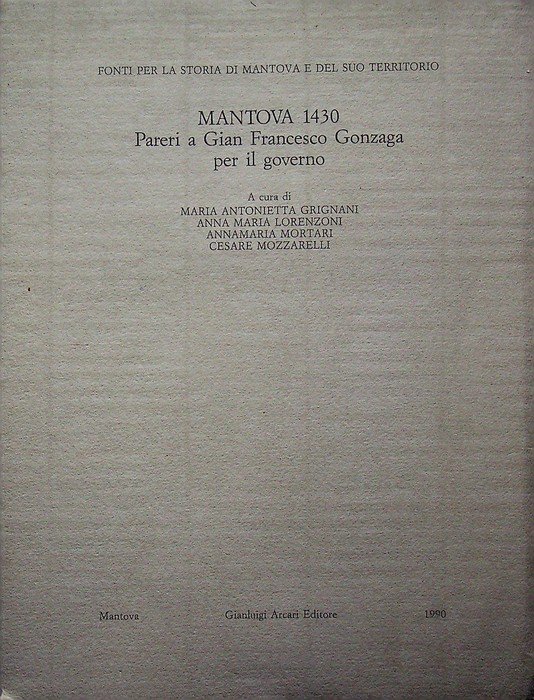 FONTI PER LA STORIA DI MANTOVA E DEL SUO TERRITORIO
MANTOVA 1430
Pareri a Gian Francesco Gonzaga
per il governo
A cura di
MARIA ANTONIETTA GRIGNANI
ANNA MARIA LORENZONI
ANNAMARIA MORTARI
CESARE MOZZARELLI
Mantova Gianluigi Arcari Editore 1990